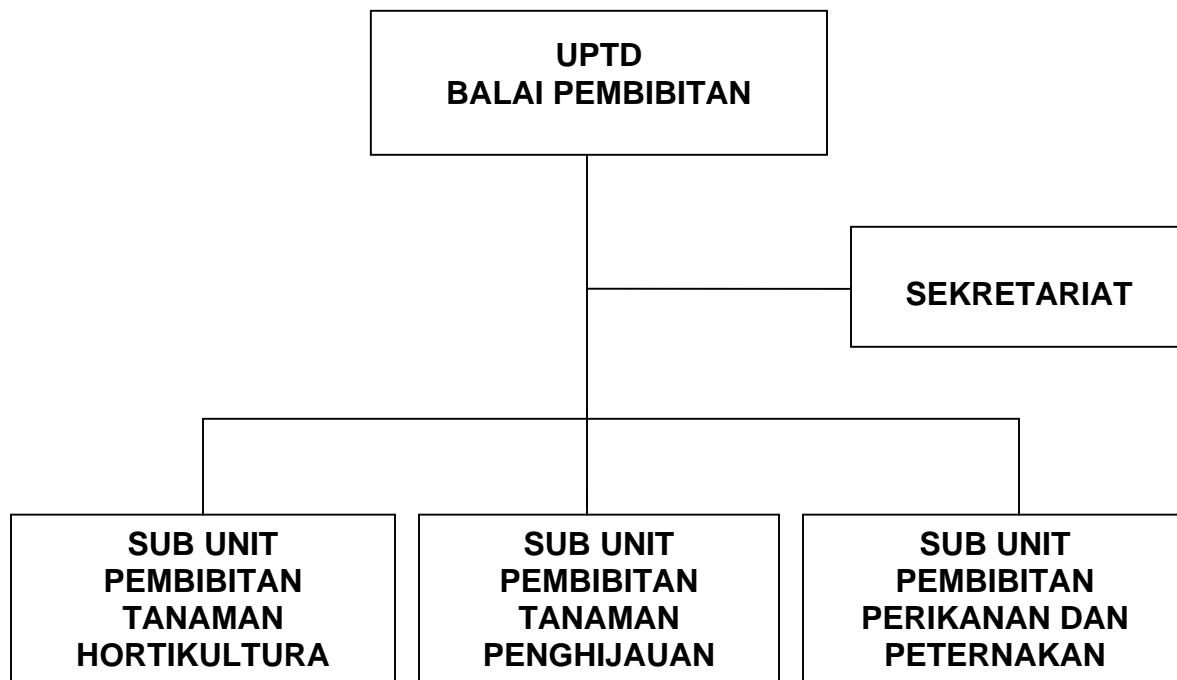 UPTD
BALAI PEMBIBITAN
SEKRETARIAT
SUB UNIT
PEMBIBITAN
TANAMAN
HORTIKULTURA
SUB UNIT
PEMBIBITAN
TANAMAN
PENGHIJAUAN
SUB UNIT
PEMBIBITAN
PERIKANAN DAN
PETERNAKAN